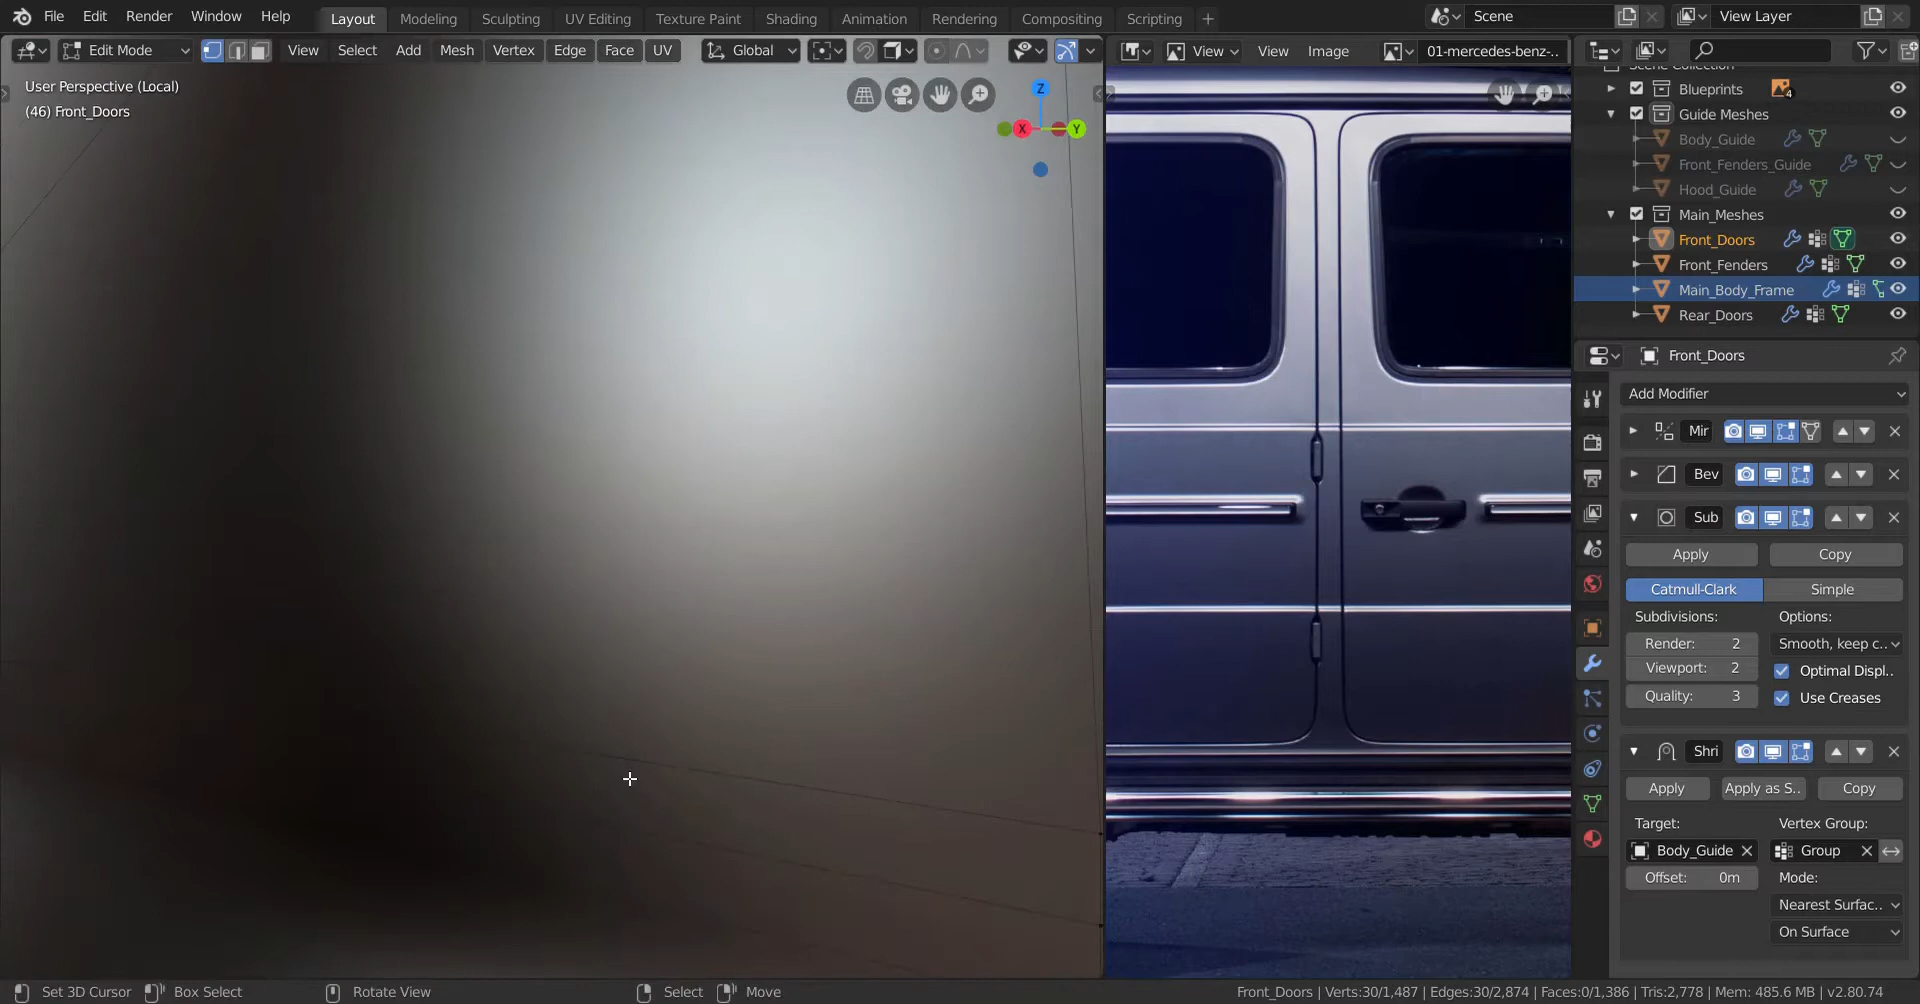 File Edit Render Window Help Layout Modeling Sculpting UV Editing Texture Paint Shading Animation Rendering Compositing Scripting + Scene View Layer
Edit Mode View Select Add Mesh Vertex Edge Face UV Global View View Image 01-mercedes-benz-..
User Perspective (Local)
(46) Front_Doors
Z
X
Y
Blueprints 4
Guide Meshes
Body_Guide
Front_Fenders_Guide
Hood_Guide
Main_Meshes
Front_Doors
Front_Fenders
Main_Body_Frame
Rear_Doors
Front_Doors
Add Modifier
Mir
Bev
Sub
Apply Copy
Catmull-Clark Simple
Subdivisions: Options:
Render: 2 Smooth, keep c..
Viewport: 2 Optimal Displ..
Quality: 3 Use Creases
Shri
Apply Apply as S.. Copy
Target: Vertex Group:
Body_Guide Group
Offset: 0m Mode:
Nearest Surfac..
On Surface
Set 3D Cursor Box Select Rotate View Select Move Front_Doors | Verts:30/1,487 | Edges:30/2,874 | Faces:0/1,386 | Tris:2,778 | Mem: 485.6 MB | v2.80.74